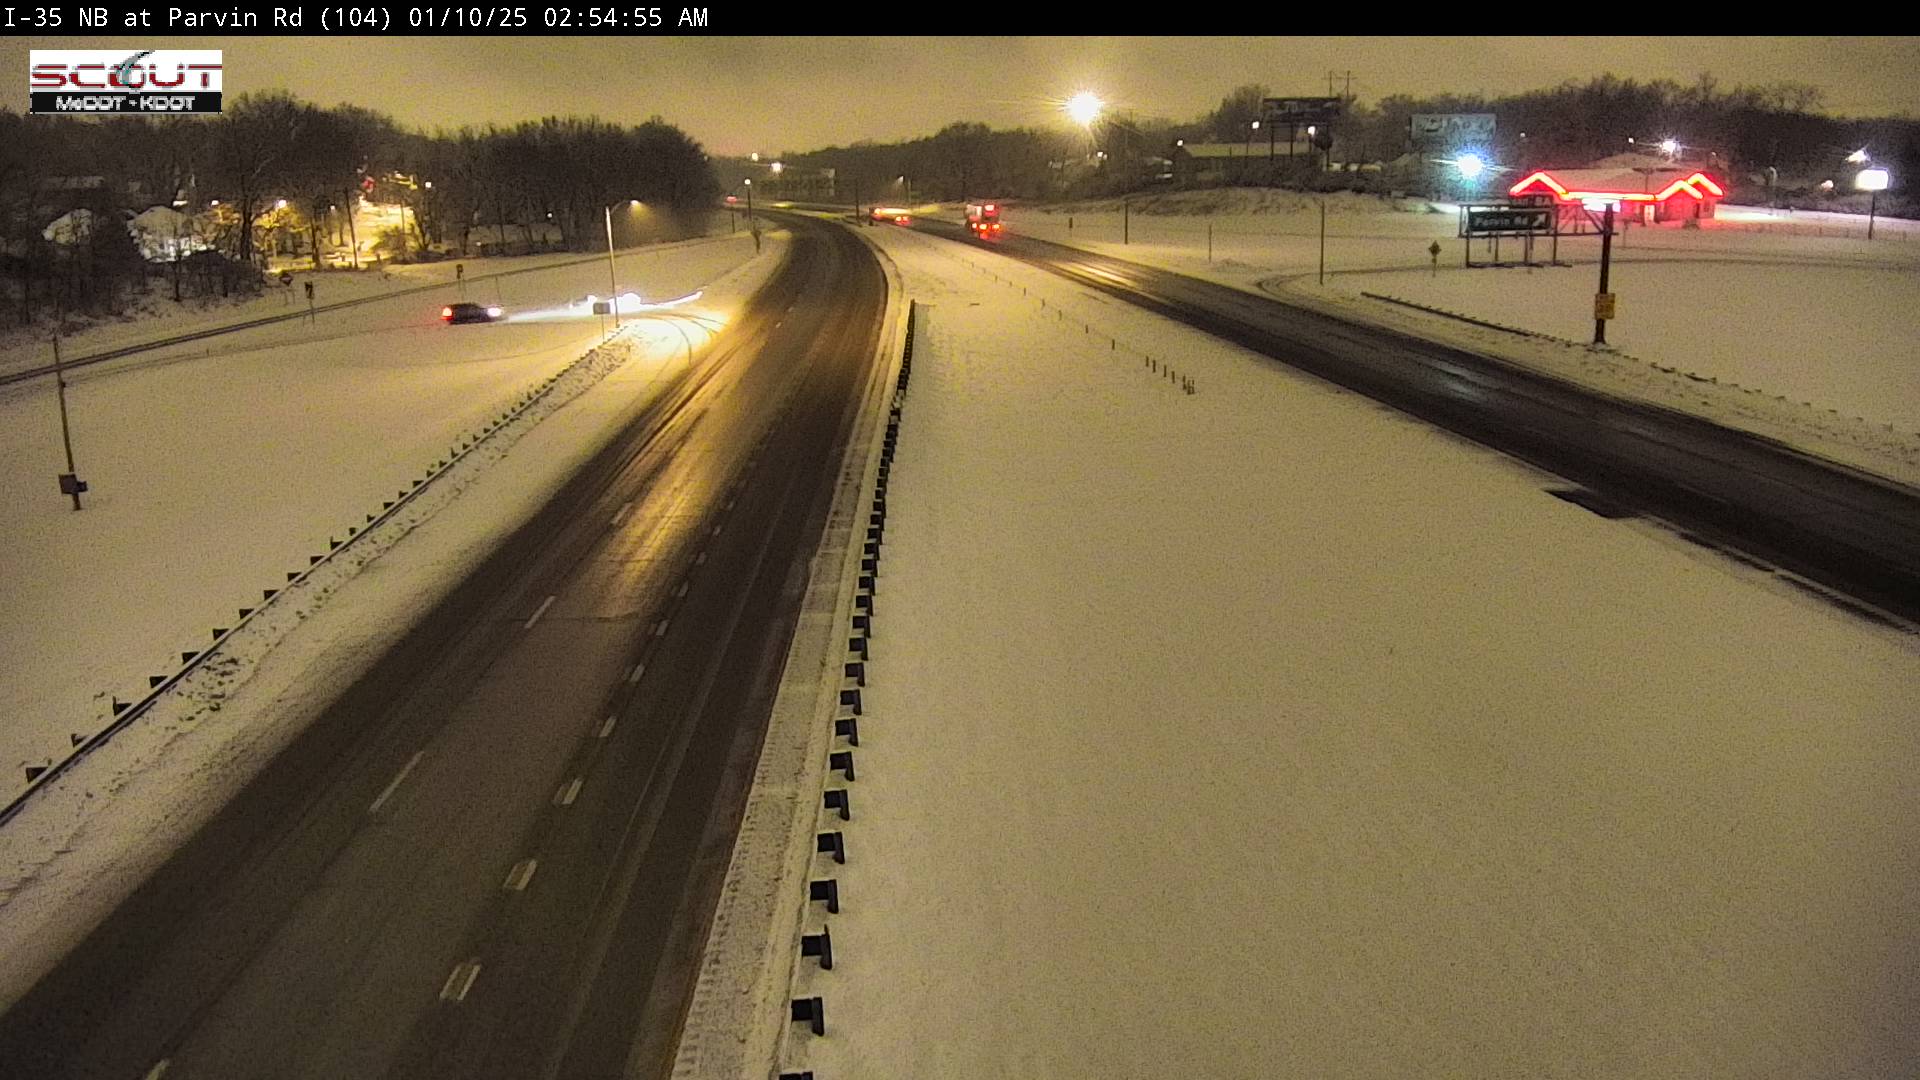 I-35 NB at Parvin Rd (104) 01/10/25 02:54:55 AM
SCOUT
MoDOT - KDOT
Parvin Rd